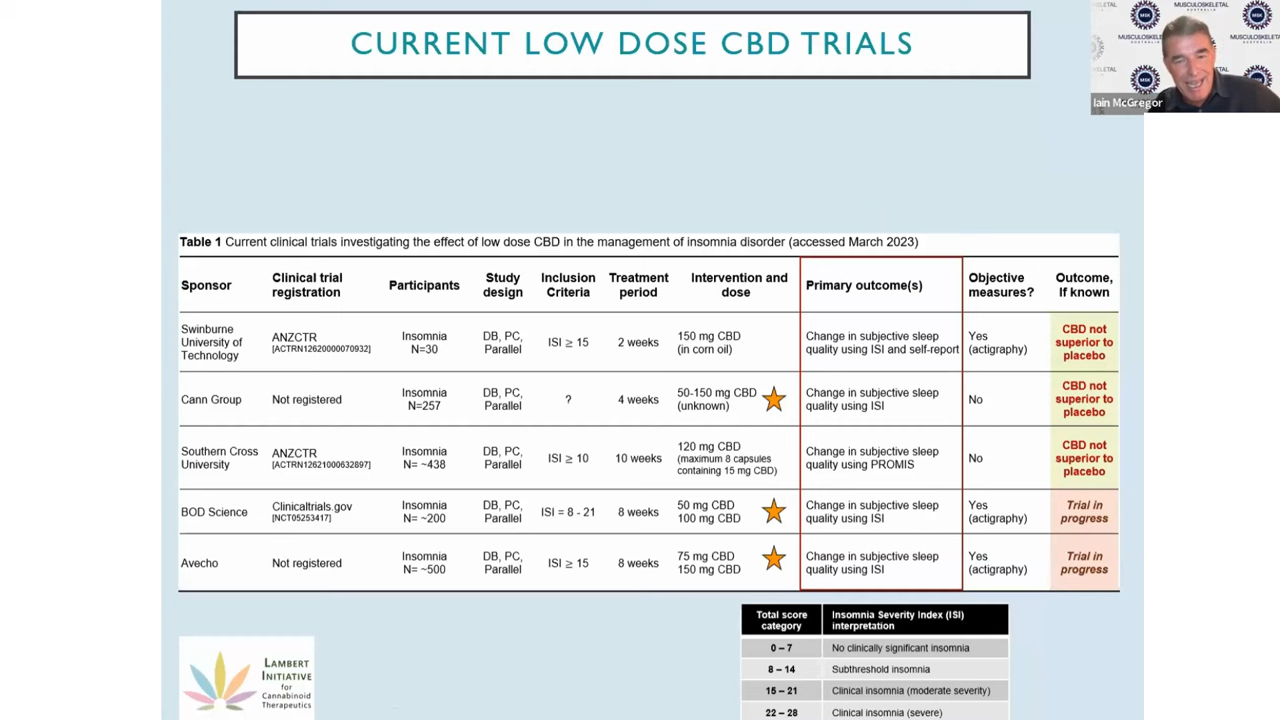 CURRENT LOW DOSE CBD TRIALS
MUSCULOSKELETAL
AUSTRALIA
MSK
Iain McGregor
Table 1 Current clinical trials investigating the effect of low dose CBD in the management of insomnia disorder (accessed March 2023)
Sponsor
Clinical trial
registration
Participants
Study
design
Inclusion
Criteria
Treatment
period
Intervention and
dose
Primary outcome(s)
Objective
measures?
Outcome,
If known
Swinburne
University of
Technology
ANZCTR
[ACTRN12620000070932]
Insomnia
N=30
DB, PC,
Parallel
ISI ≥ 15
2 weeks
150 mg CBD
(in corn oil)
Change in subjective sleep
quality using ISI and self-report
Yes
(actigraphy)
CBD not
superior to
placebo
Cann Group
Not registered
Insomnia
N=257
DB, PC,
Parallel
?
4 weeks
50-150 mg CBD
(unknown)
Change in subjective sleep
quality using ISI
No
CBD not
superior to
placebo
Southern Cross
University
ANZCTR
[ACTRN12621000632897]
Insomnia
N= ~438
DB, PC,
Parallel
ISI ≥ 10
10 weeks
120 mg CBD
(maximum 8 capsules
containing 15 mg CBD)
Change in subjective sleep
quality using PROMIS
No
CBD not
superior to
placebo
BOD Science
Clinicaltrials.gov
[NCT05253417]
Insomnia
N= ~200
DB, PC,
Parallel
ISI = 8 - 21
8 weeks
50 mg CBD
100 mg CBD
Change in subjective sleep
quality using ISI
Yes
(actigraphy)
Trial in
progress
Avecho
Not registered
Insomnia
N= ~500
DB, PC,
Parallel
ISI ≥ 15
8 weeks
75 mg CBD
150 mg CBD
Change in subjective sleep
quality using ISI
Yes
(actigraphy)
Trial in
progress
Total score
category
Insomnia Severity Index (ISI)
interpretation
0 – 7
No clinically significant insomnia
8 – 14
Subthreshold insomnia
15 – 21
Clinical insomnia (moderate severity)
22 – 28
Clinical insomnia (severe)
LAMBERT
INITIATIVE
for
CANNABINOID
THERAPEUTICS